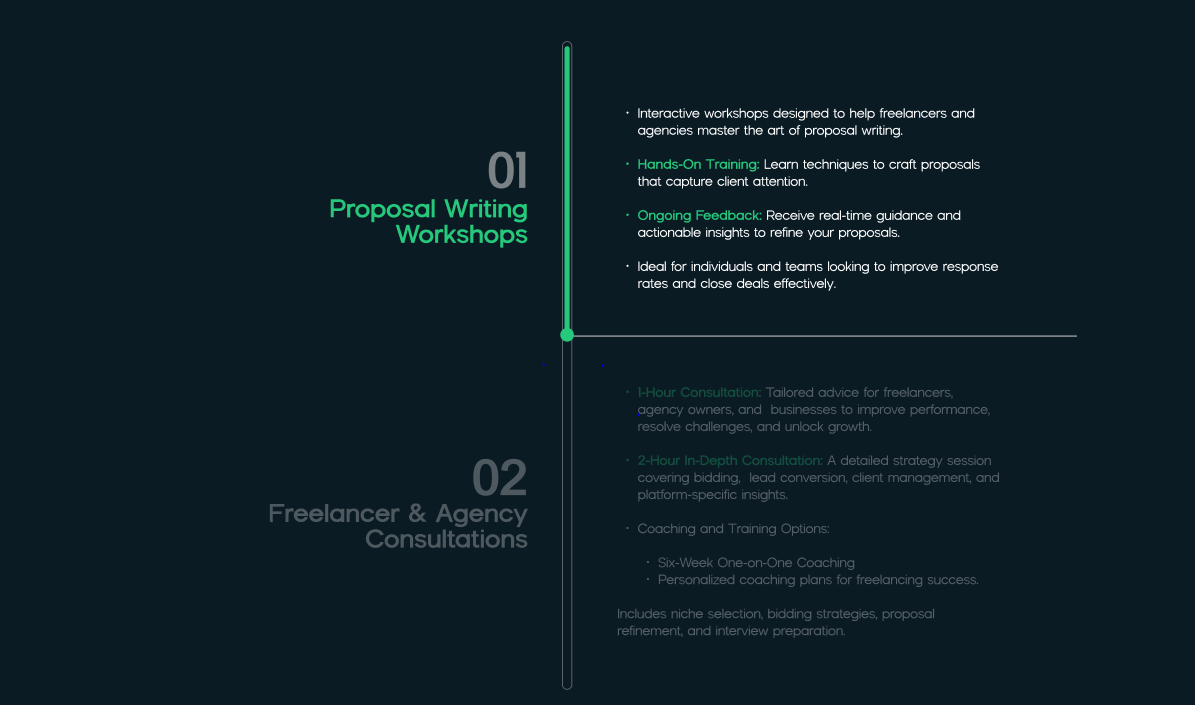 01
Proposal Writing
Workshops
• Interactive workshops designed to help freelancers and
agencies master the art of proposal writing.
• Hands-On Training: Learn techniques to craft proposals
that capture client attention.
• Ongoing Feedback: Receive real-time guidance and
actionable insights to refine your proposals.
• Ideal for individuals and teams looking to improve response
rates and close deals effectively.
02
Freelancer & Agency
Consultations
• 1-Hour Consultation: Tailored advice for freelancers,
agency owners, and  businesses to improve performance,
resolve challenges, and unlock growth.
• 2-Hour In-Depth Consultation: A detailed strategy session
covering bidding,  lead conversion, client management, and
platform-specific insights.
• Coaching and Training Options:
• Six-Week One-on-One Coaching
• Personalized coaching plans for freelancing success.
Includes niche selection, bidding strategies, proposal
refinement, and interview preparation.